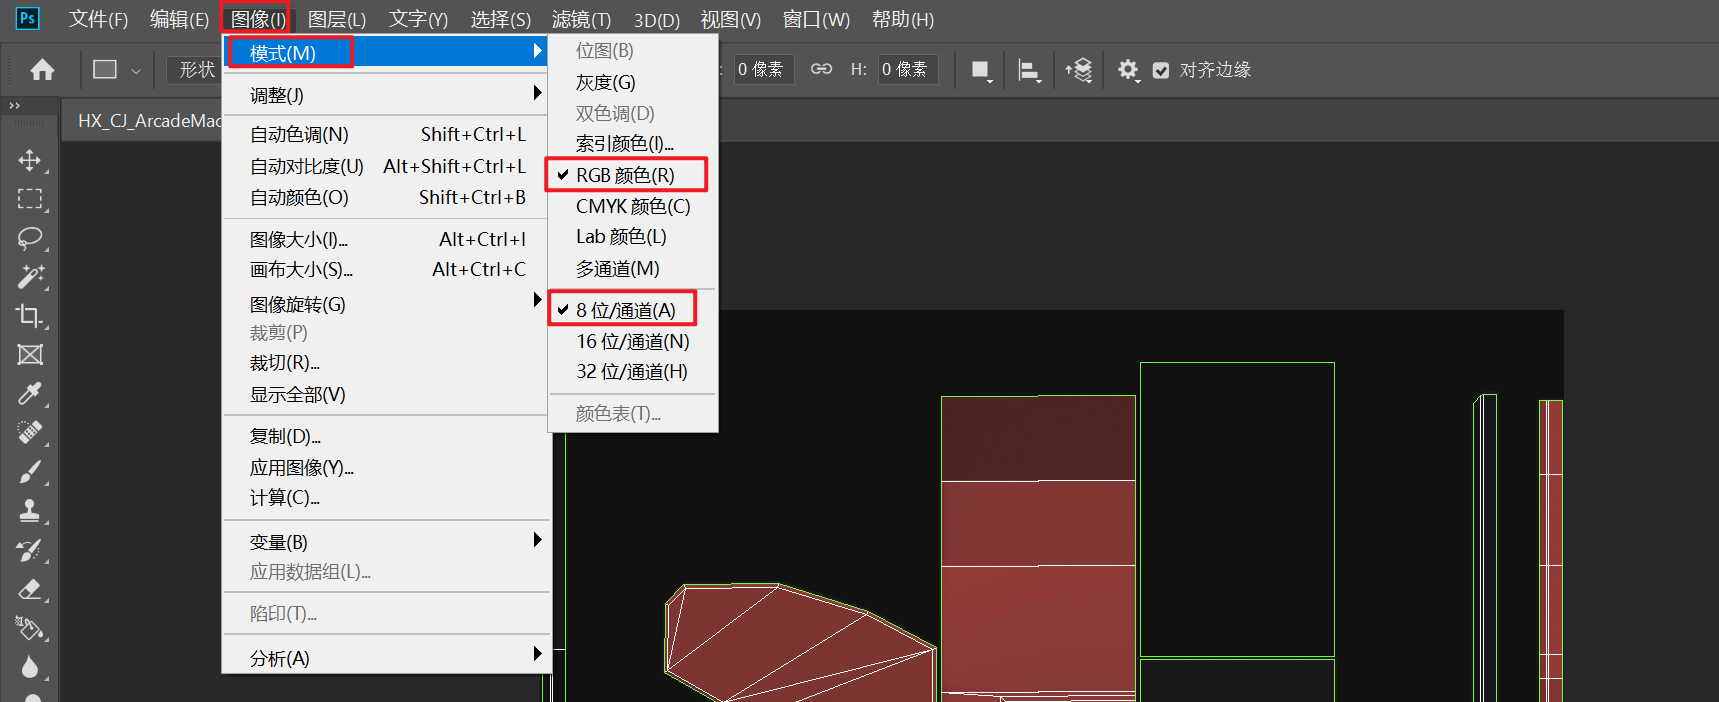 Ps 文件(F) 编辑(E) 图像(I) 图层(L) 文字(Y) 选择(S) 滤镜(T) 3D(D) 视图(V) 窗口(W) 帮助(H)
形状 : 0 像素 H: 0 像素 对齐边缘
HX_CJ_ArcadeMac
模式(M)
调整(J)
自动色调(N) Shift+Ctrl+L
自动对比度(U) Alt+Shift+Ctrl+L
自动颜色(O) Shift+Ctrl+B
图像大小(I)... Alt+Ctrl+I
画布大小(S)... Alt+Ctrl+C
图像旋转(G)
裁剪(P)
裁切(R)...
显示全部(V)
复制(D)...
应用图像(Y)...
计算(C)...
变量(B)
应用数据组(L)...
陷印(T)...
分析(A)
位图(B)
灰度(G)
双色调(D)
索引颜色(I)...
RGB 颜色(R)
CMYK 颜色(C)
Lab 颜色(L)
多通道(M)
8 位/通道(A)
16 位/通道(N)
32 位/通道(H)
颜色表(T)...